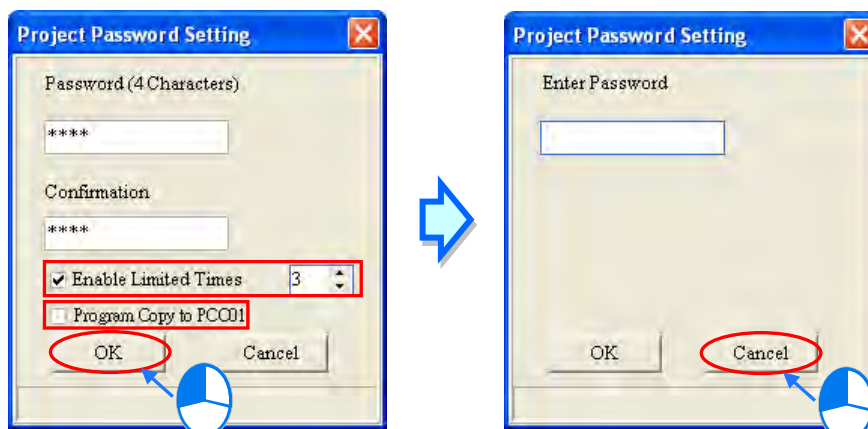 Project Password Setting
Password (4 Characters)
****
Confirmation
****
Enable Limited Times 3
Program Copy to PCC01
OK Cancel
Project Password Setting
Enter Password
OK Cancel